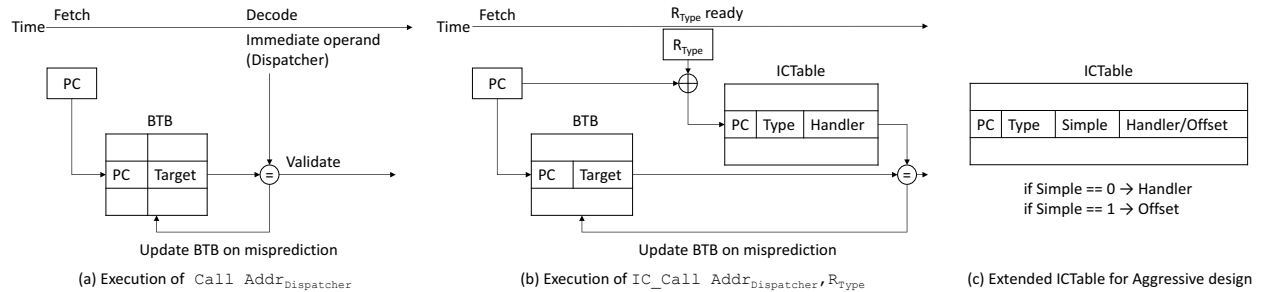 Time
Fetch
Decode
Immediate operand
(Dispatcher)
PC
BTB
PC Target
=
Validate
Update BTB on misprediction
(a) Execution of Call Addr_Dispatcher
Time
Fetch
R_Type ready
R_Type
PC
ICTable
PC Type Handler
BTB
PC Target
=
Update BTB on misprediction
(b) Execution of IC_Call Addr_Dispatcher, R_Type
ICTable
PC Type Simple Handler/Offset
if Simple == 0 → Handler
if Simple == 1 → Offset
(c) Extended ICTable for Aggressive design